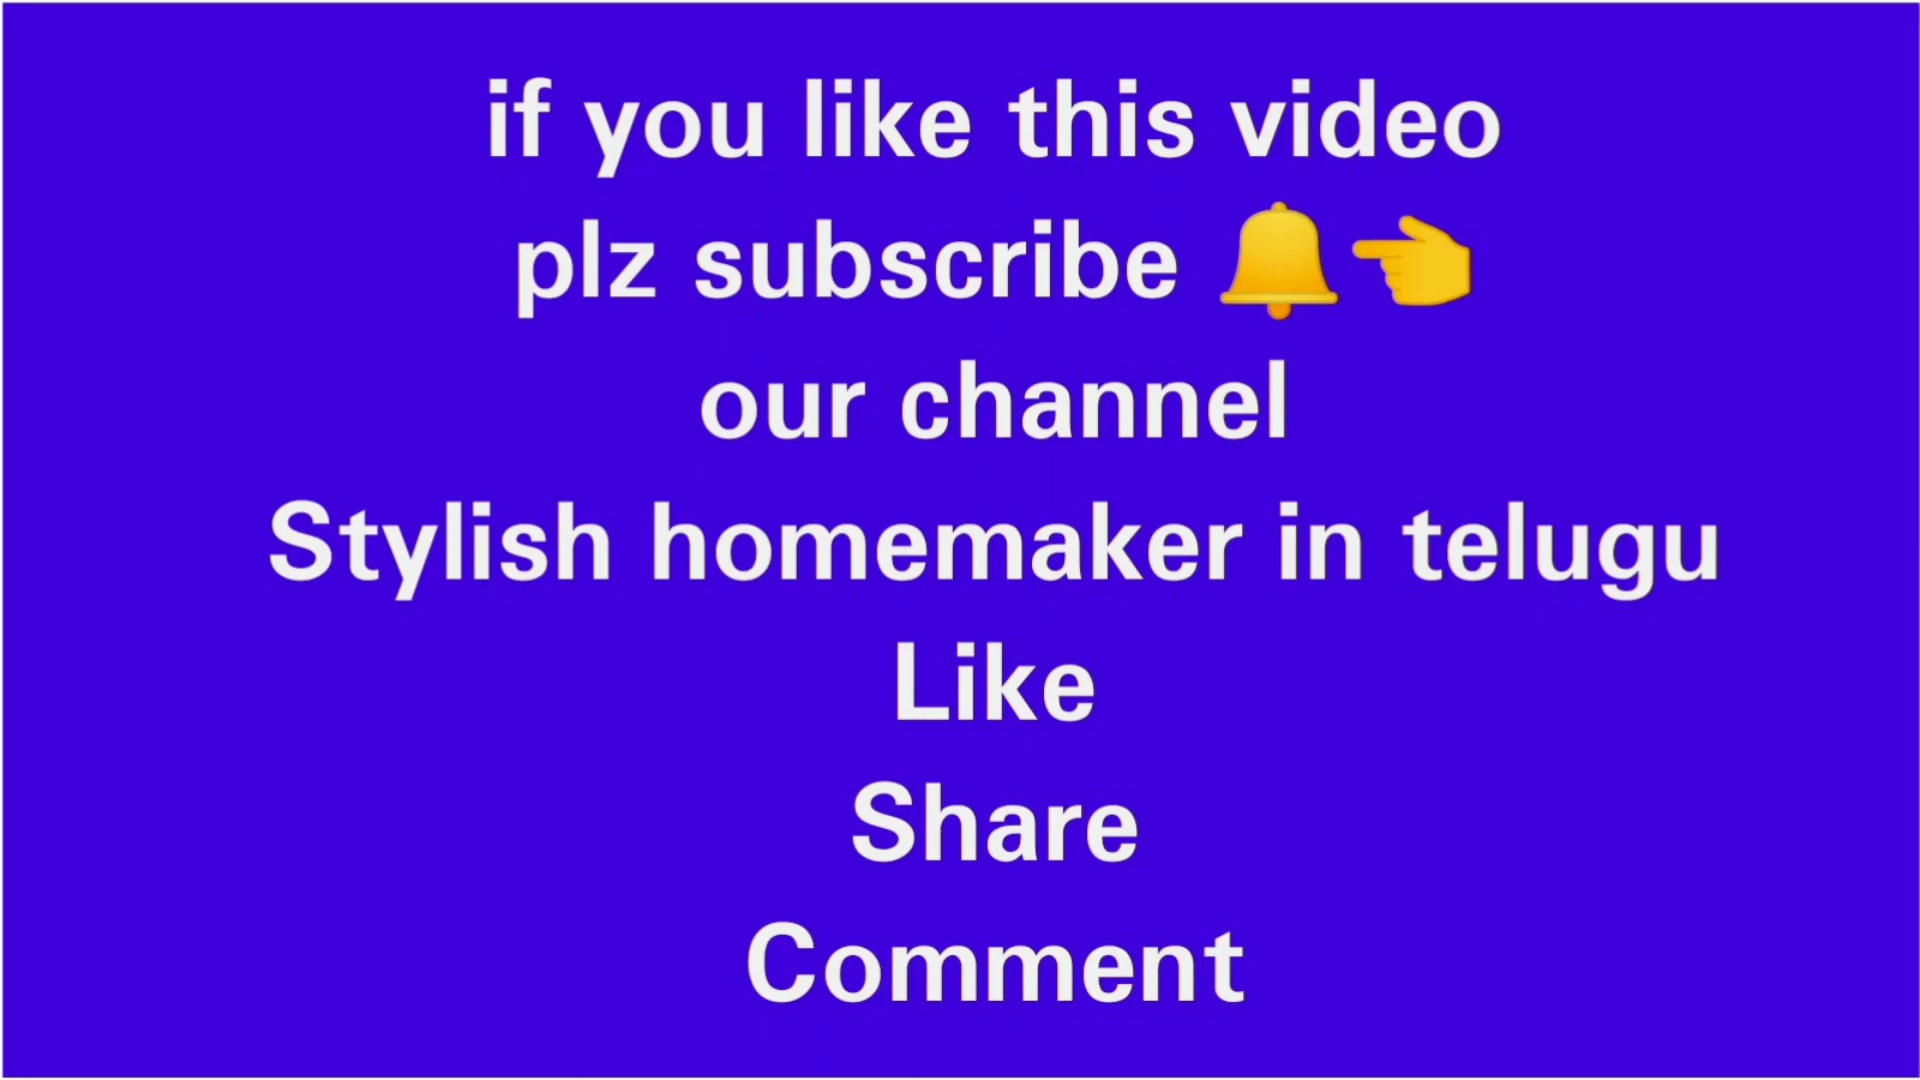 if you like this video
plz subscribe 🔔👈
our channel
Stylish homemaker in telugu
Like
Share
Comment